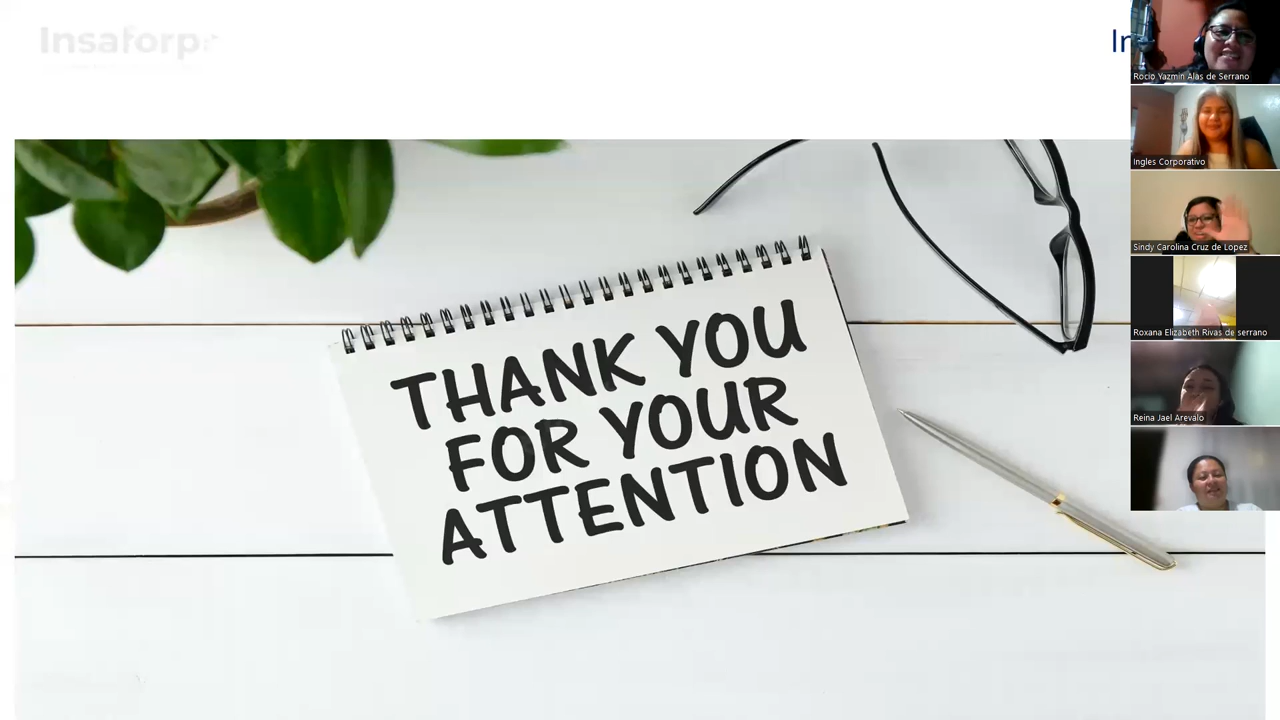 Insaforp
In
Rocio Yazmin Alas de Serrano
Ingles Corporativo
Sindy Carolina Cruz de Lopez
Roxana Elizabeth Rivas de serrano
Reina Jael Arevalo
THANK YOU
FOR YOUR
ATTENTION